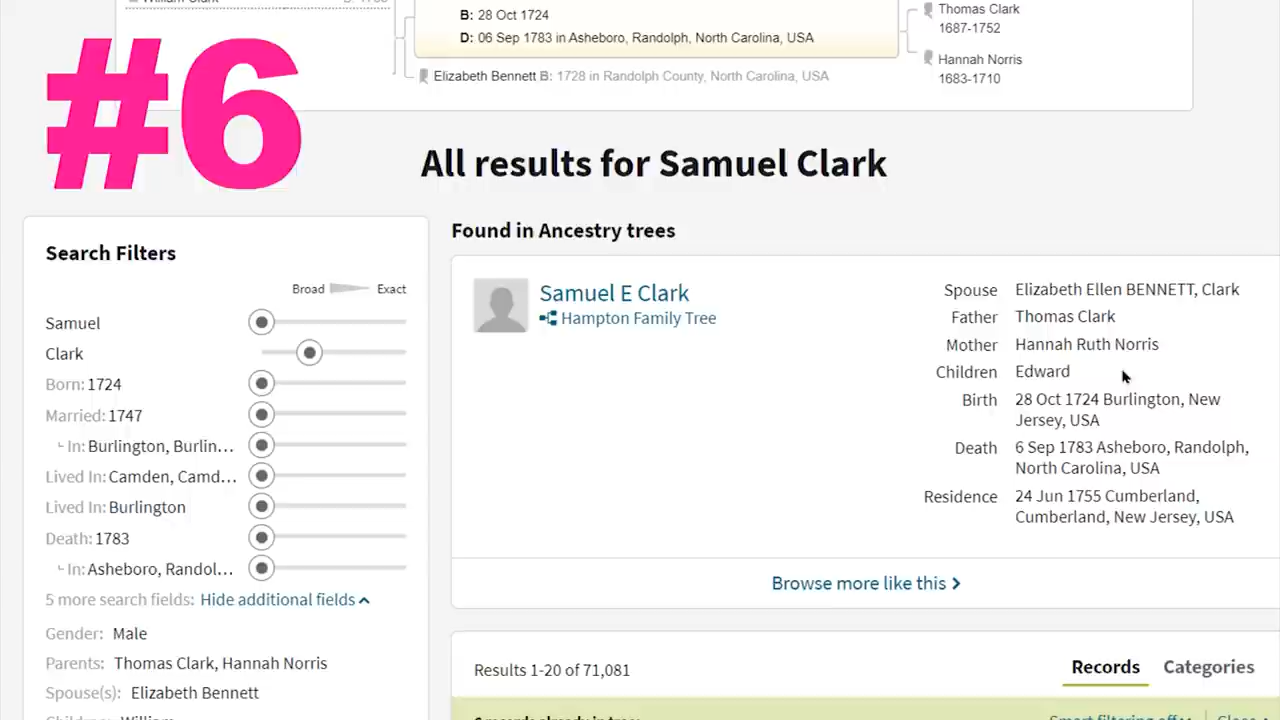 William Clark B: 1760
B: 28 Oct 1724
D: 06 Sep 1783 in Asheboro, Randolph, North Carolina, USA
Elizabeth Bennett B: 1728 in Randolph County, North Carolina, USA
Thomas Clark
1687-1752
Hannah Norris
1683-1710
#6
All results for Samuel Clark
Search Filters
Broad Exact
Samuel
Clark
Born: 1724
Married: 1747
In: Burlington, Burlin…
Lived In: Camden, Camd…
Lived In: Burlington
Death: 1783
In: Asheboro, Randol…
5 more search fields: Hide additional fields
Gender: Male
Parents: Thomas Clark, Hannah Norris
Spouse(s): Elizabeth Bennett
Found in Ancestry trees
Samuel E Clark
Hampton Family Tree
Spouse Elizabeth Ellen BENNETT, Clark
Father Thomas Clark
Mother Hannah Ruth Norris
Children Edward
Birth 28 Oct 1724 Burlington, New
Jersey, USA
Death 6 Sep 1783 Asheboro, Randolph,
North Carolina, USA
Residence 24 Jun 1755 Cumberland,
Cumberland, New Jersey, USA
Browse more like this
Results 1-20 of 71,081
Records Categories